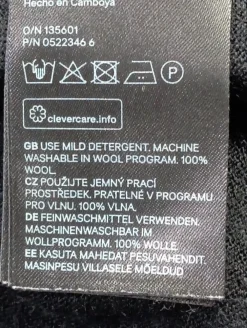 Hecho en Camboya
O/N 135601
P/N 0522346 6
P
clevercare.info
GB USE MILD DETERGENT. MACHINE
WASHABLE IN WOOL PROGRAM. 100%
WOOL.
CZ POUŽIJTE JEMNÝ PRACÍ
PROSTŘEDEK. PRATELNÉ V PROGRAMU
PRO VLNU. 100% VLNA.
DE FEINWASCHMITTEL VERWENDEN.
MASCHINENWASCHBAR IM
WOLLPROGRAMM. 100% WOLLE.
EE KASUTA MAHEDAT PESUVAHENDIT.
MASINPESU VILLASELE MÕELDUD